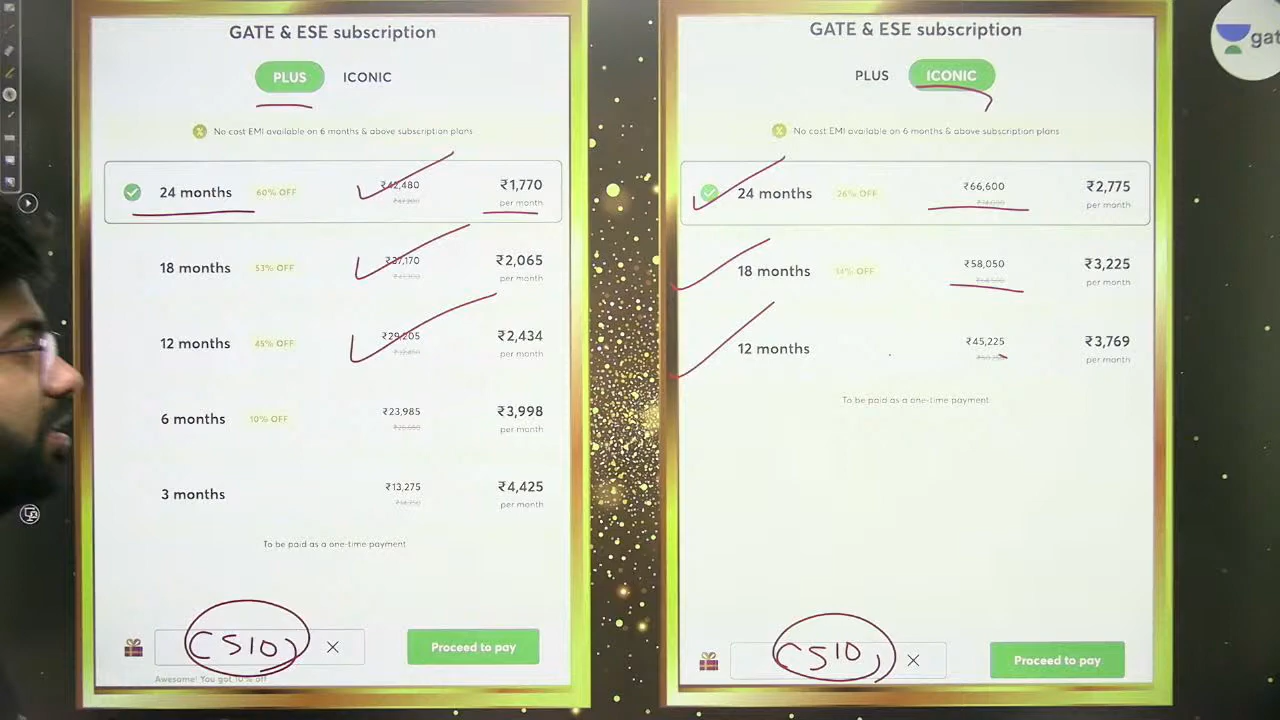 GATE & ESE subscription
PLUS ICONIC
No cost EMI available on 6 months & above subscription plans
24 months 60% OFF ₹42,480 ₹1,770
per month
18 months 53% OFF ₹37,170 ₹2,065
per month
12 months 45% OFF ₹29,205 ₹2,434
per month
6 months 10% OFF ₹23,985 ₹3,998
per month
3 months ₹13,275 ₹4,425
per month
To be paid as a one-time payment
CS10 × Proceed to pay
Awesome! You got 10% off
GATE & ESE subscription
PLUS ICONIC
No cost EMI available on 6 months & above subscription plans
24 months 26% OFF ₹66,600 ₹2,775
per month
18 months 14% OFF ₹58,050 ₹3,225
per month
12 months ₹45,225 ₹3,769
per month
To be paid as a one-time payment
CS10 × Proceed to pay
gat